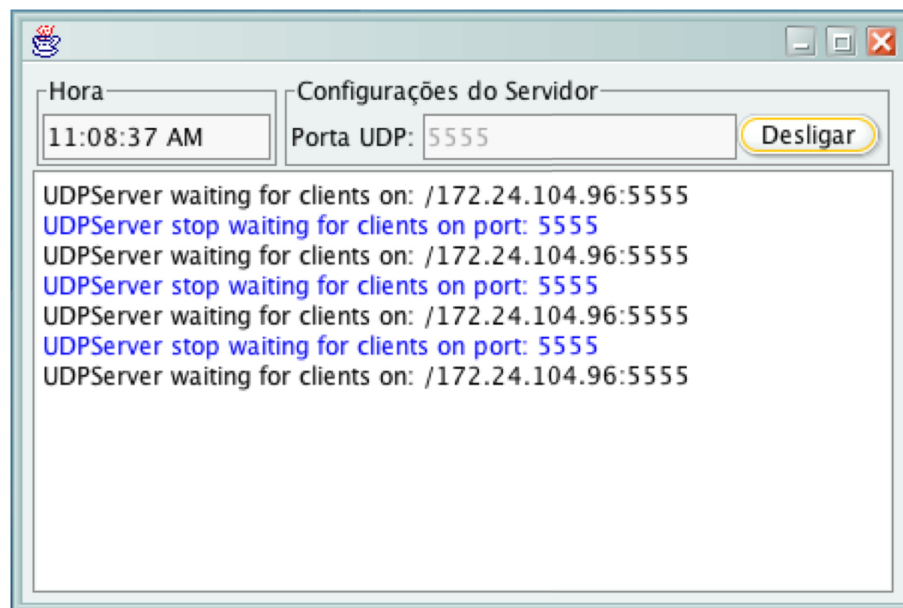 Hora
Configurações do Servidor
11:08:37 AM
Porta UDP: 5555
Desligar
UDPServer waiting for clients on: /172.24.104.96:5555
UDPServer stop waiting for clients on port: 5555
UDPServer waiting for clients on: /172.24.104.96:5555
UDPServer stop waiting for clients on port: 5555
UDPServer waiting for clients on: /172.24.104.96:5555
UDPServer stop waiting for clients on port: 5555
UDPServer waiting for clients on: /172.24.104.96:5555